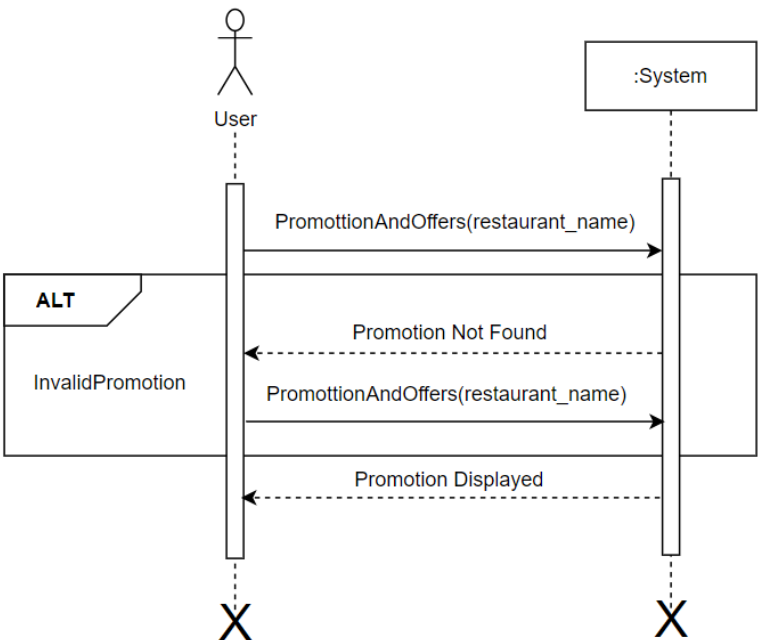 User
:System
PromottionAndOffers(restaurant_name)
ALT
Promotion Not Found
InvalidPromotion
PromottionAndOffers(restaurant_name)
Promotion Displayed